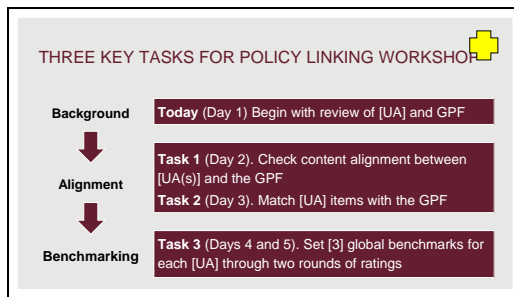 THREE KEY TASKS FOR POLICY LINKING WORKSHOP
Background
Today (Day 1) Begin with review of [UA] and GPF
Alignment
Task 1 (Day 2). Check content alignment between
[UA(s)] and the GPF
Task 2 (Day 3). Match [UA] items with the GPF
Benchmarking
Task 3 (Days 4 and 5). Set [3] global benchmarks for
each [UA] through two rounds of ratings